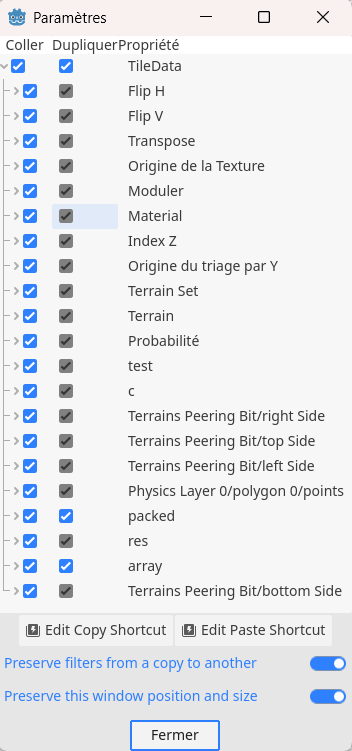 Paramètres
Coller DupliquerPropriété
TileData
Flip H
Flip V
Transpose
Origine de la Texture
Moduler
Material
Index Z
Origine du triage par Y
Terrain Set
Terrain
Probabilité
test
c
Terrains Peering Bit/right Side
Terrains Peering Bit/top Side
Terrains Peering Bit/left Side
Physics Layer 0/polygon 0/points
packed
res
array
Terrains Peering Bit/bottom Side
Edit Copy Shortcut Edit Paste Shortcut
Preserve filters from a copy to another
Preserve this window position and size
Fermer